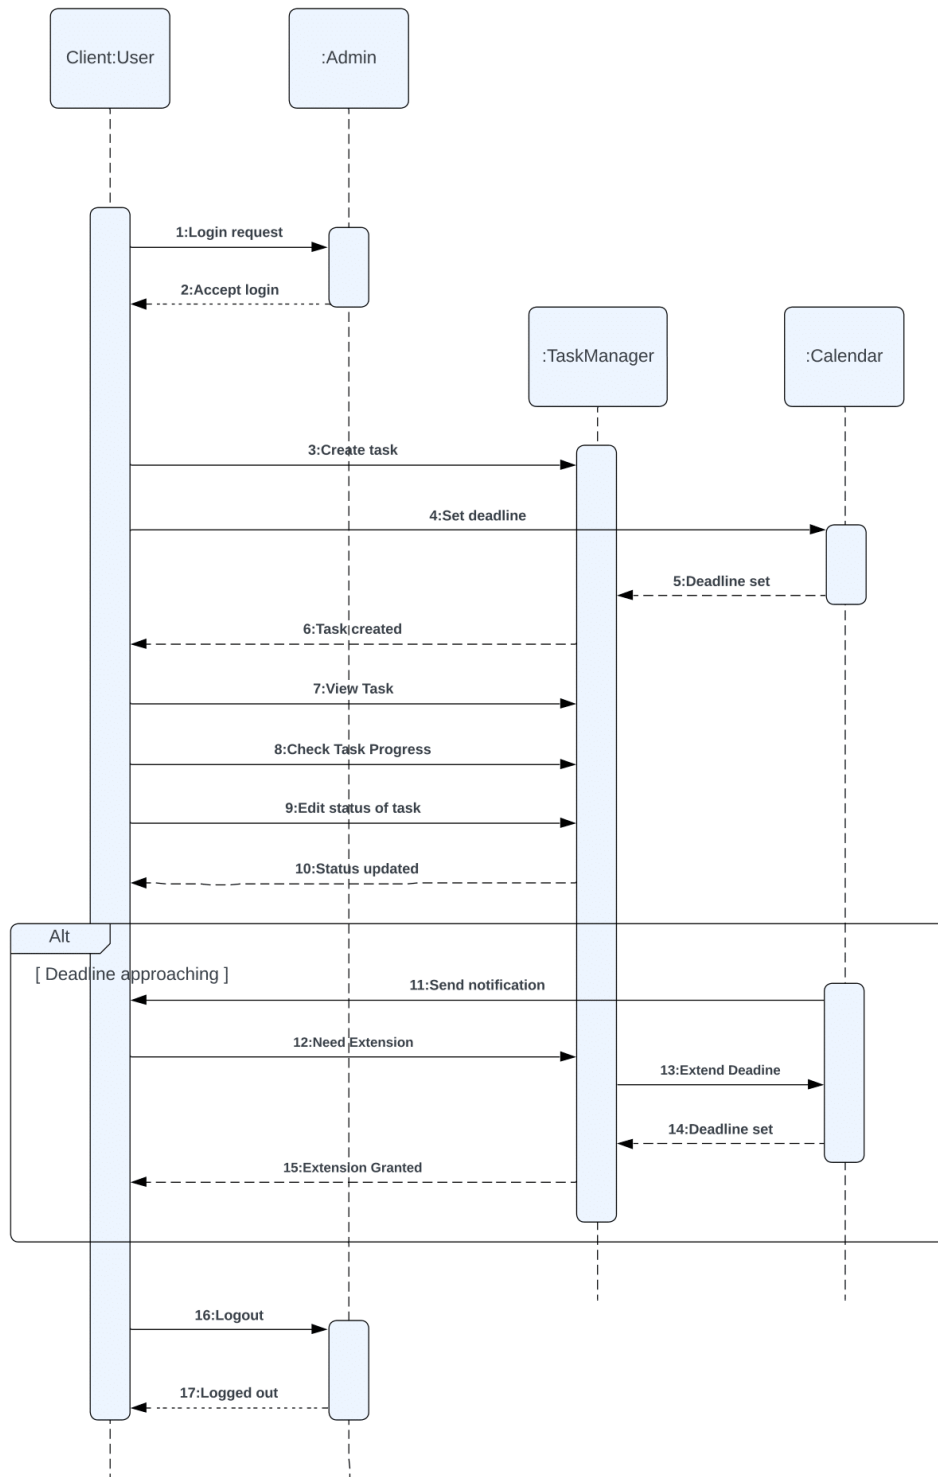 Client:User
:Admin
1:Login request
2:Accept login
:TaskManager
:Calendar
3:Create task
4:Set deadline
5:Deadline set
6:Task created
7:View Task
8:Check Task Progress
9:Edit status of task
10:Status updated
Alt
[ Deadline approaching ]
11:Send notification
12:Need Extension
13:Extend Deadine
14:Deadline set
15:Extension Granted
16:Logout
17:Logged out